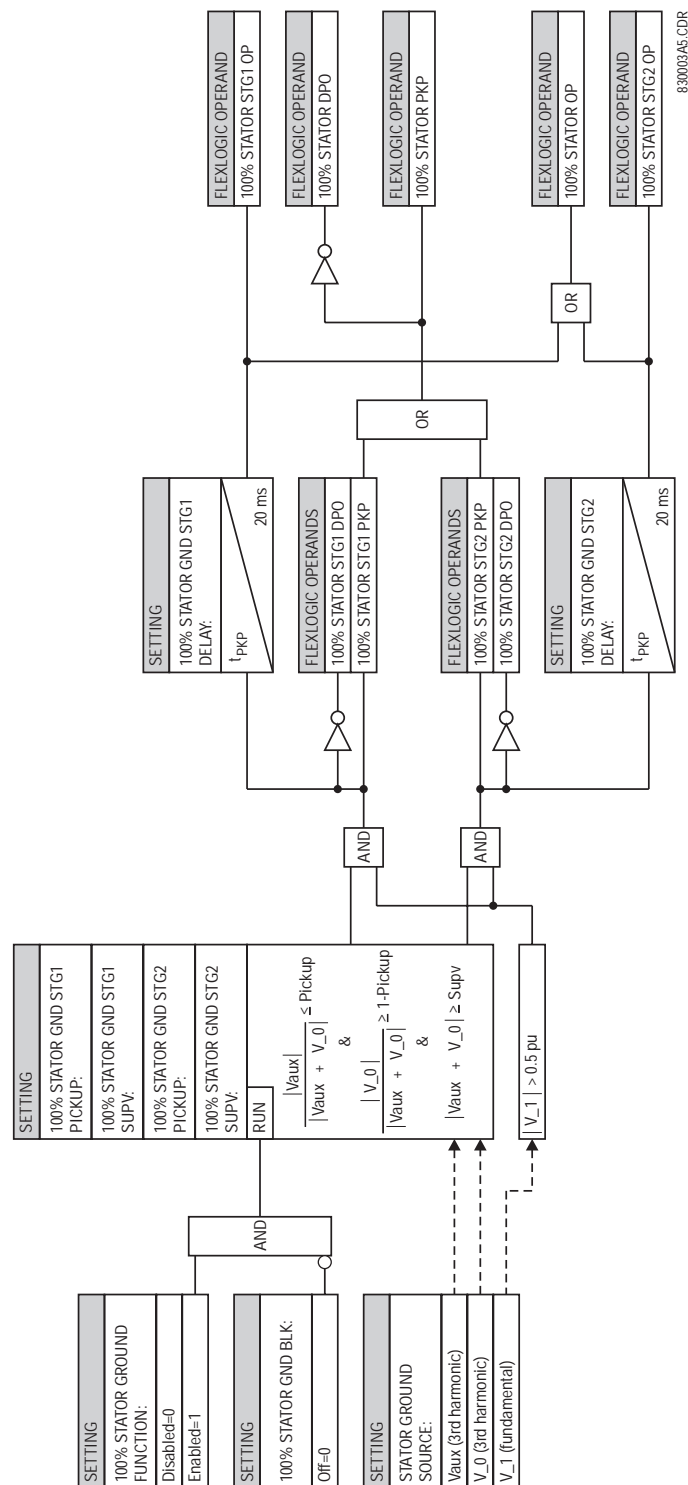 SETTING
100% STATOR GROUND
FUNCTION:
Disabled=0
Enabled=1
SETTING
100% STATOR GND BLK:
Off=0
SETTING
STATOR GROUND
SOURCE:
Vaux (3rd harmonic)
V_0 (3rd harmonic)
V_1 (fundamental)
AND
SETTING
100% STATOR GND STG1
PICKUP:
100% STATOR GND STG1
SUPV:
100% STATOR GND STG2
PICKUP:
100% STATOR GND STG2
SUPV:
RUN
|Vaux|
|Vaux + V_0|
≤ Pickup
&
|V_0|
|Vaux + V_0|
≥ 1-Pickup
&
|Vaux + V_0| ≥ Supv
|V_1| > 0.5 pu
AND
AND
SETTING
100% STATOR GND STG1
DELAY:
tPKP
20 ms
FLEXLOGIC OPERANDS
100% STATOR STG1 DPO
100% STATOR STG1 PKP
FLEXLOGIC OPERANDS
100% STATOR STG2 PKP
100% STATOR STG2 DPO
SETTING
100% STATOR GND STG2
DELAY:
tPKP
20 ms
OR
OR
FLEXLOGIC OPERAND
100% STATOR STG1 OP
FLEXLOGIC OPERAND
100% STATOR DPO
FLEXLOGIC OPERAND
100% STATOR PKP
FLEXLOGIC OPERAND
100% STATOR OP
FLEXLOGIC OPERAND
100% STATOR STG2 OP
830003A5.CDR